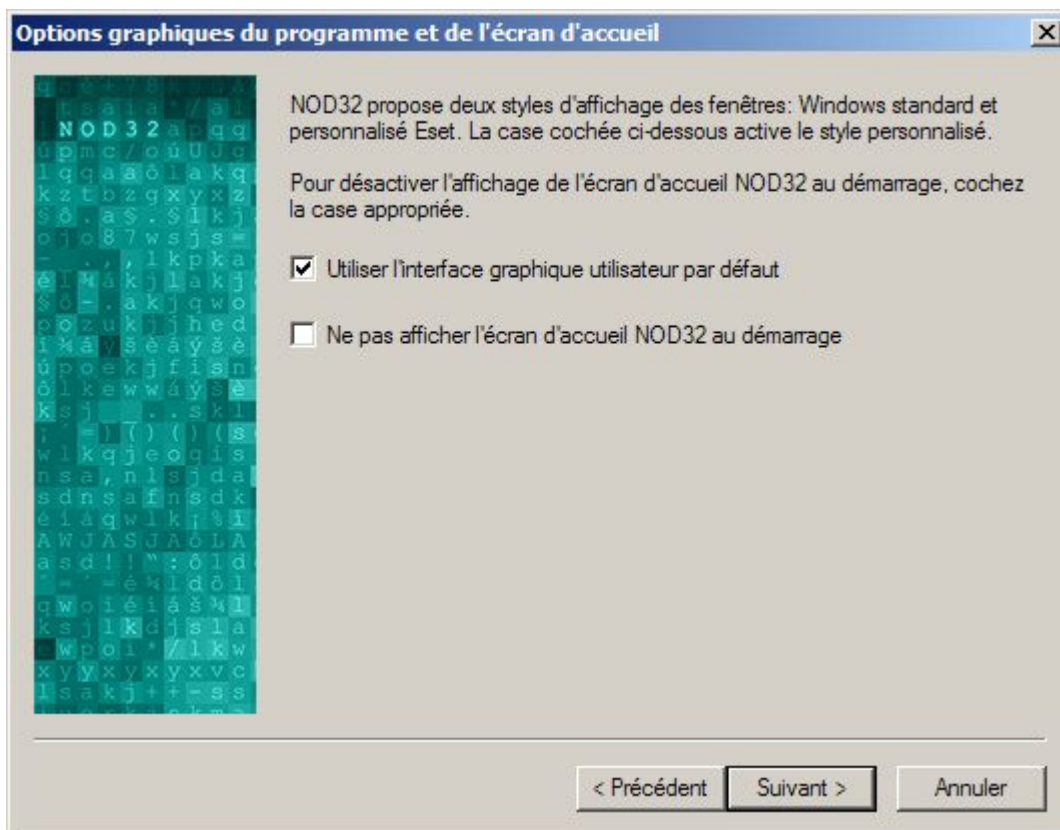 Options graphiques du programme et de l'écran d'accueil
NOD32
NOD32 propose deux styles d'affichage des fenêtres: Windows standard et
personnalisé Eset. La case cochée ci-dessous active le style personnalisé.
Pour désactiver l'affichage de l'écran d'accueil NOD32 au démarrage, cochez
la case appropriée.
Utiliser l'interface graphique utilisateur par défaut
Ne pas afficher l'écran d'accueil NOD32 au démarrage
< Précédent
Suivant >
Annuler